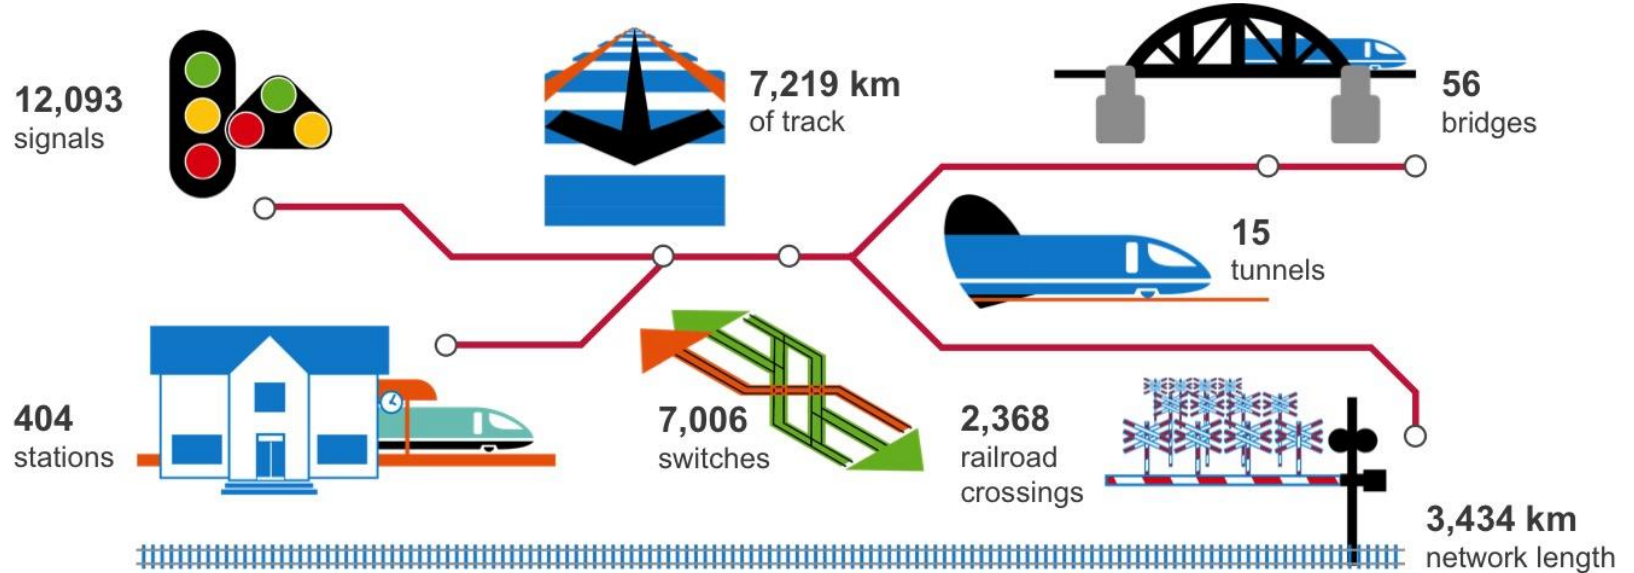 12,093
signals
7,219 km
of track
56
bridges
15
tunnels
404
stations
7,006
switches
2,368
railroad
crossings
3,434 km
network length